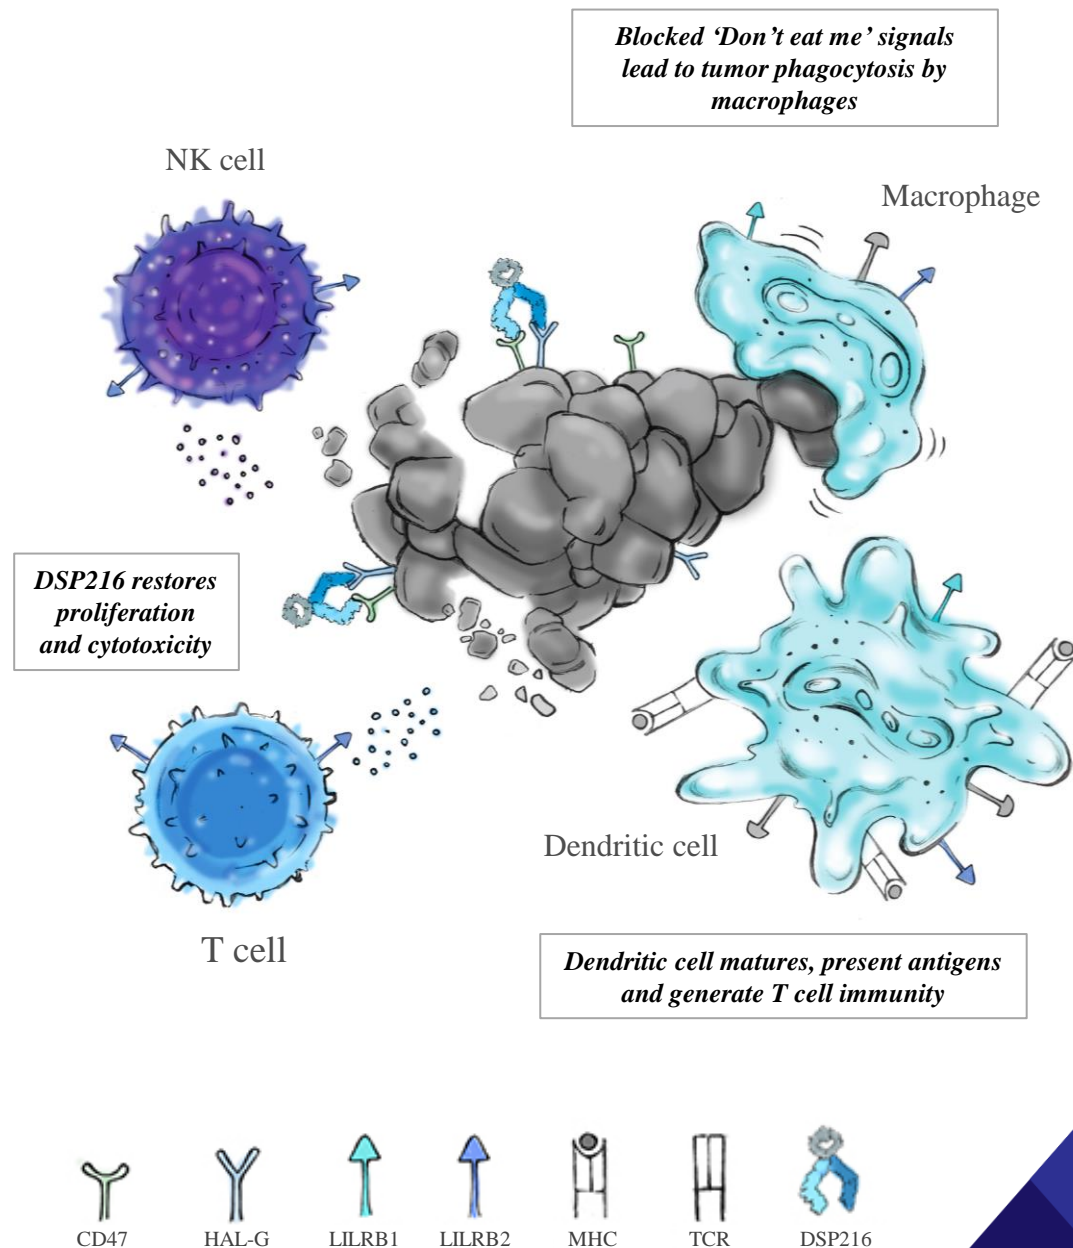 Blocked ‘Don’t eat me’ signals
lead to tumor phagocytosis by
macrophages
NK cell
Macrophage
DSP216 restores
proliferation
and cytotoxicity
Dendritic cell
T cell
Dendritic cell matures, present antigens
and generate T cell immunity
CD47
HAL-G
LILRB1
LILRB2
MHC
TCR
DSP216